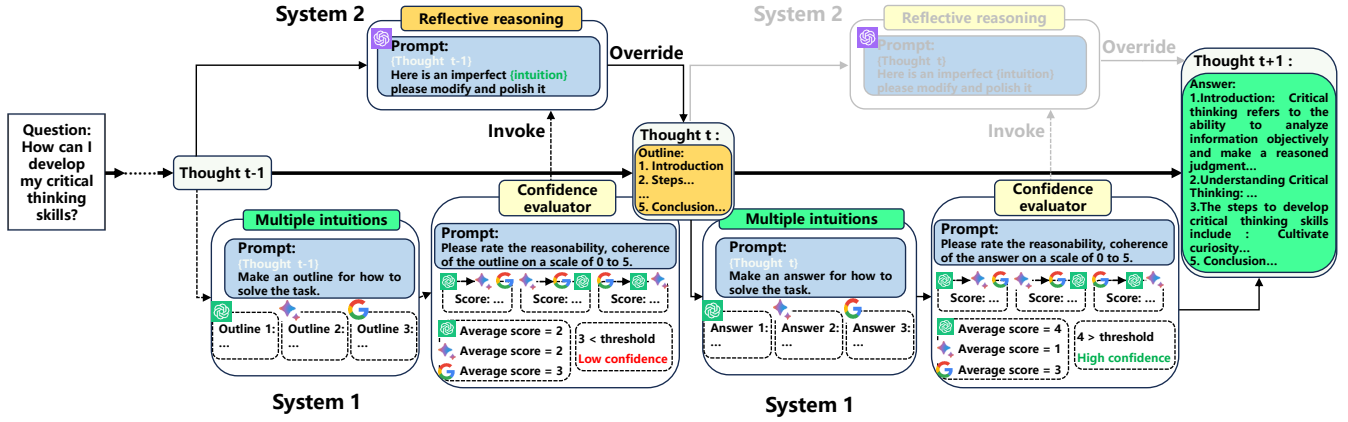 System 2
Reflective reasoning
Prompt:
(Thought t-1)
Here is an imperfect (intuition)
please modify and polish it
Override
Invoke
Question:
How can I
develop
my critical
thinking
skills?
Thought t-1
Multiple intuitions
Prompt:
(Thought t-1)
Make an outline for how to
solve the task.
Outline 1:
...
Outline 2:
...
Outline 3:
...
System 1
Confidence
evaluator
Prompt:
Please rate the reasonability, coherence
of the outline on a scale of 0 to 5.
Score: ...
Score: ...
Score: ...
Average score = 2
Average score = 2
Average score = 3
3 < threshold
Low confidence
Thought t :
Outline:
1. Introduction
2. Steps...
...
5. Conclusion...
System 2
Reflective reasoning
Prompt:
(Thought t)
Here is an imperfect (intuition)
please modify and polish it
Override
Invoke
Multiple intuitions
Prompt:
(Thought t)
Make an answer for how to
solve the task.
Answer 1:
...
Answer 2:
...
Answer 3:
...
System 1
Confidence
evaluator
Prompt:
Please rate the reasonability, coherence
of the answer on a scale of 0 to 5.
Score: ...
Score: ...
Score: ...
Average score = 4
Average score = 1
Average score = 3
4 > threshold
High confidence
Thought t+1 :
Answer:
1.Introduction: Critical
thinking refers to the
ability to analyze
information objectively
and make a reasoned
judgment...
2.Understanding Critical
Thinking: ...
3.The steps to develop
critical thinking skills
include : Cultivate
curiosity...
5. Conclusion...